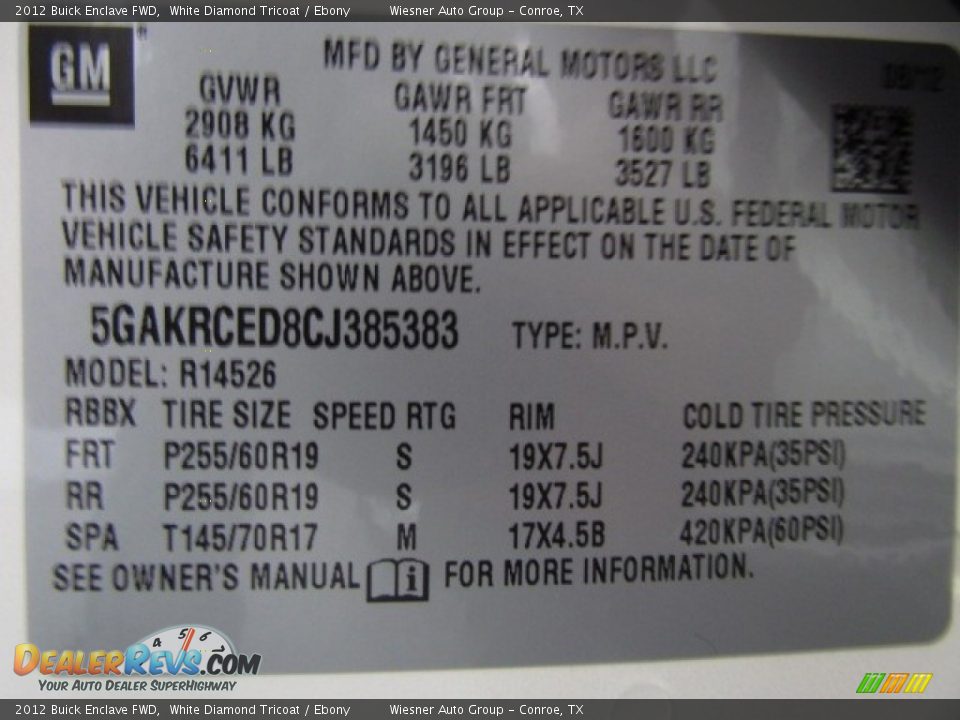 2012 Buick Enclave FWD, White Diamond Tricoat / Ebony Wiesner Auto Group - Conroe, TX
GM
MFD BY GENERAL MOTORS LLC 08/12
GVWR GAWR FRT GAWR RR
2908 KG 1450 KG 1600 KG
6411 LB 3196 LB 3527 LB
THIS VEHICLE CONFORMS TO ALL APPLICABLE U.S. FEDERAL MOTOR
VEHICLE SAFETY STANDARDS IN EFFECT ON THE DATE OF
MANUFACTURE SHOWN ABOVE.
5GAKRCED8CJ385383 TYPE: M.P.V.
MODEL: R14526
RBBX TIRE SIZE SPEED RTG RIM COLD TIRE PRESSURE
FRT P255/60R19 S 19X7.5J 240KPA(35PSI)
RR P255/60R19 S 19X7.5J 240KPA(35PSI)
SPA T145/70R17 M 17X4.5B 420KPA(60PSI)
SEE OWNER'S MANUAL i FOR MORE INFORMATION.
4 5 6 7
DEALERREVS.COM
YOUR AUTO DEALER SUPERHIGHWAY
2012 Buick Enclave FWD, White Diamond Tricoat / Ebony Wiesner Auto Group - Conroe, TX